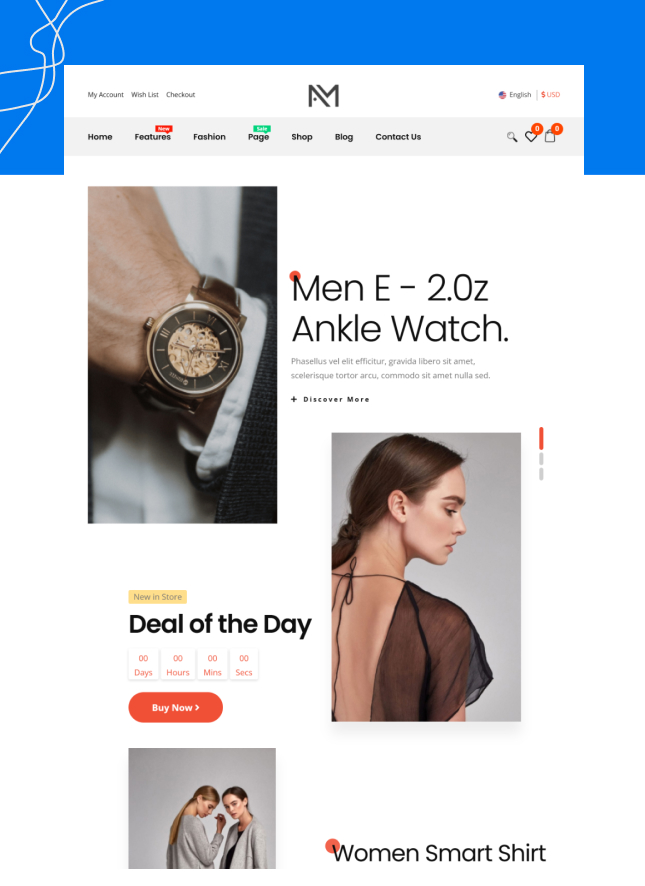 My Account Wish List Checkout
English $ USD
New
Sale
0
0
Home Features Fashion Page Shop Blog Contact Us
Men E - 2.0z
Ankle Watch.
Phasellus vel elit efficitur, gravida libero sit amet,
scelerisque tortor arcu, commodo sit amet nulla sed.
+ Discover More
New in Store
Deal of the Day
00 00 00 00
Days Hours Mins Secs
Buy Now >
Women Smart Shirt